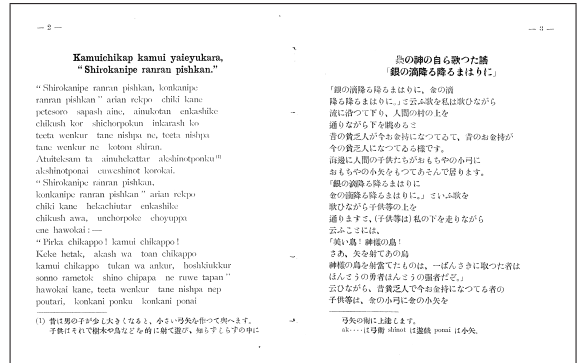 — 2 —
Kamuichikap kamui yaieyukara,
“Shirokanipe ranran pishkan.”
“Shirokanipe ranran pishkan, konkanipe
ranran pishkan” arian rekpo chiki kane
petesoro sapash aine, ainukotan enkashike
chikush kor shichorpokun inkarash ko
teeta wenkur tane nishpa ne, teeta nishpa
tane wenkur ne kotom shiran.
Atuiteksam ta ainuhekattar akshinotponku(1)
akshinotponai euweshinot korokai.
“Shirokanipe ranran pishkan,
konkanipe ranran pishkan” arian rekpo
chiki kane hekachiutar enkashike
chikush awa, unchorpoke choyuppa
ene hawokai:—
“Pirka chikappo! kamui chikappo!
Keke hetak, akash wa toan chikappo
kamui chikappo tukan wa ankur, hoshkiukkur
sonno rametok shino chipapa ne ruwe tapan”
hawokai kane, teeta wenkur tane nishpa nep
poutari, konkani ponku konkani ponai
(1) 昔は男の子が少し大きくなると、小さい弓矢を作つて與へます。
子供はそれで樹木や鳥などを的に射て遊び、知らずしらずの中に
— 3 —
梟の神の自ら歌つた謠
「銀の滴降る降るまはりに」
「銀の滴降る降るまはりに、金の滴
降る降るまはりに。」と云ふ歌を私は歌ひながら
流に沿つて下り、人間の村の上を
通りながら下を眺めると
昔の貧乏人が今お金持になつてゐて、昔のお金持が
今の貧乏人になつてゐる樣です。
海邊に人間の子供たちがおもちやの小弓に
おもちやの小矢をもつてあそんで居ります。
「銀の滴降る降るまはりに
金の滴降る降るまはりに。」といふ歌を
歌ひながら子供等の上を
通りますと、(子供等は)私の下を走りながら
云ふことには、
「美い鳥! 神樣の鳥!
さあ、矢を射てあの鳥
神樣の鳥を射當てたものは、一ばんさきに取つた者は
ほんとうの勇者ほんとうの强者だぞ。」
云ひながら、昔貧乏人で今お金持になつてる者の
子供等は、金の小弓に金の小矢を
弓矢の術に上達します。
ak‥‥は弓術 shinot は遊戯 ponai は小矢。